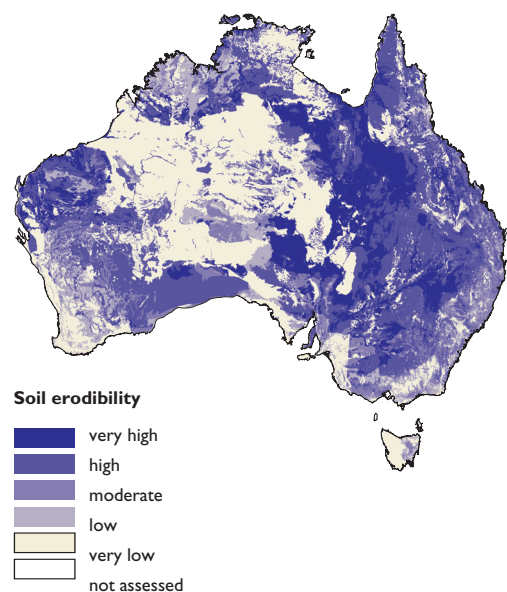 Soil erodibility
very high
high
moderate
low
very low
not assessed